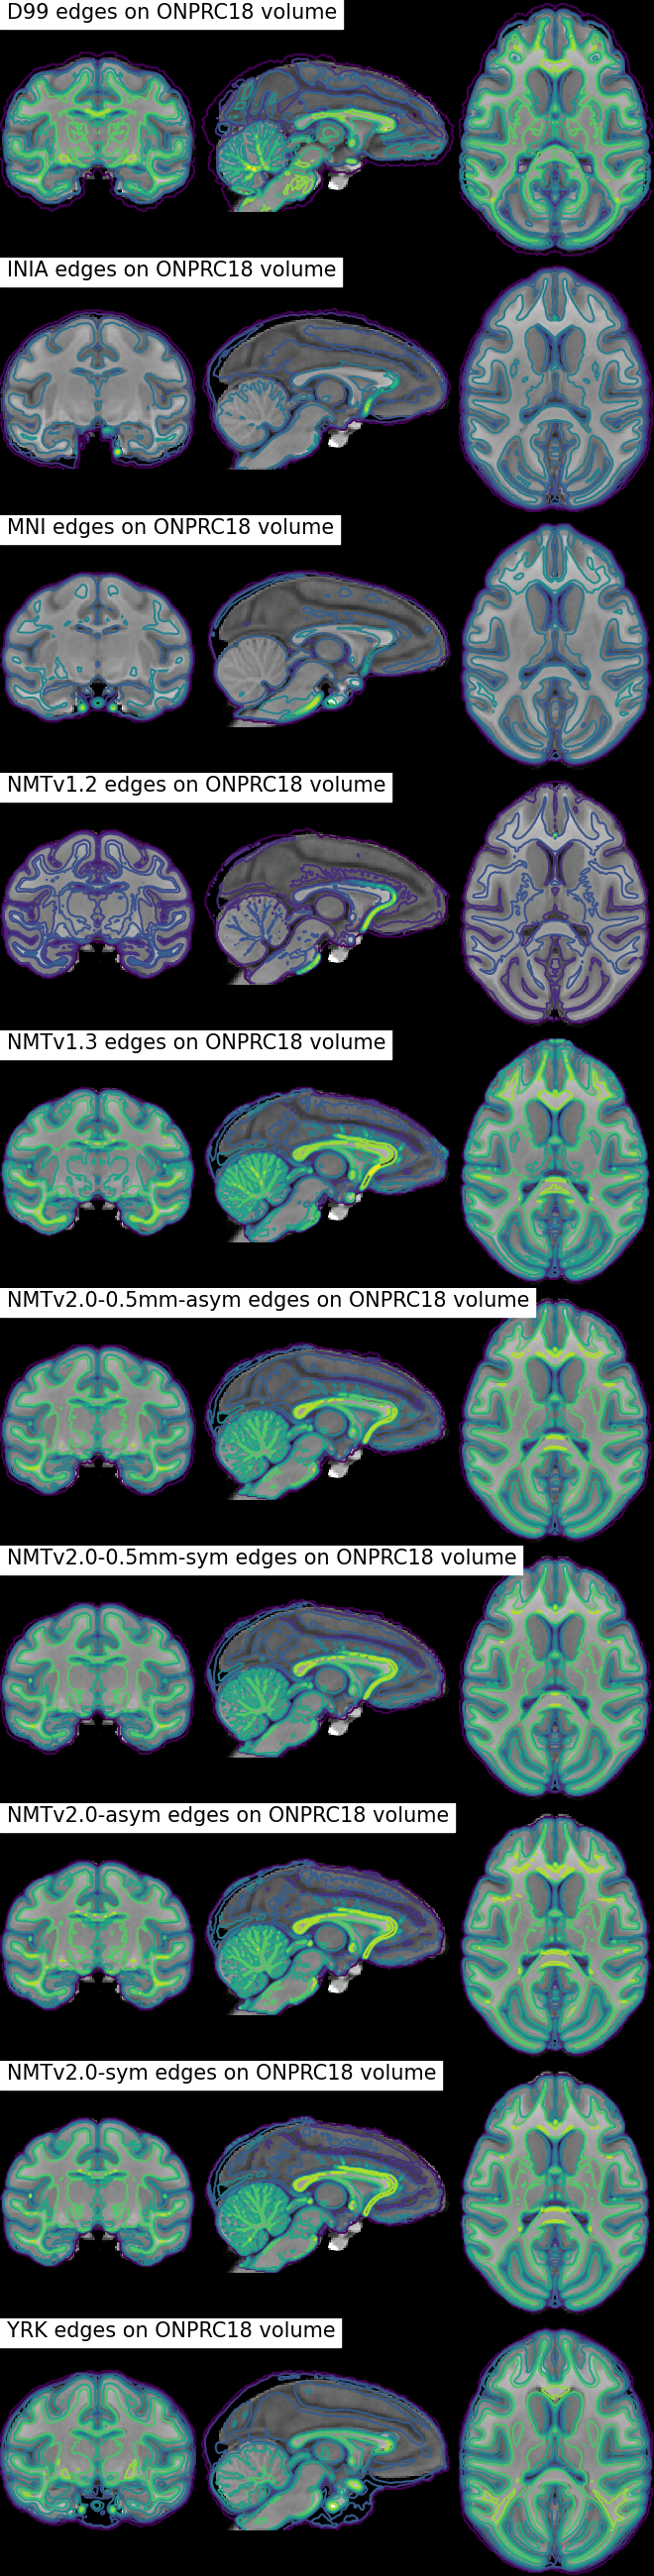 D99 edges on ONPRC18 volume
INIA edges on ONPRC18 volume
MNI edges on ONPRC18 volume
NMTv1.2 edges on ONPRC18 volume
NMTv1.3 edges on ONPRC18 volume
NMTv2.0-0.5mm-asym edges on ONPRC18 volume
NMTv2.0-0.5mm-sym edges on ONPRC18 volume
NMTv2.0-asym edges on ONPRC18 volume
NMTv2.0-sym edges on ONPRC18 volume
YRK edges on ONPRC18 volume